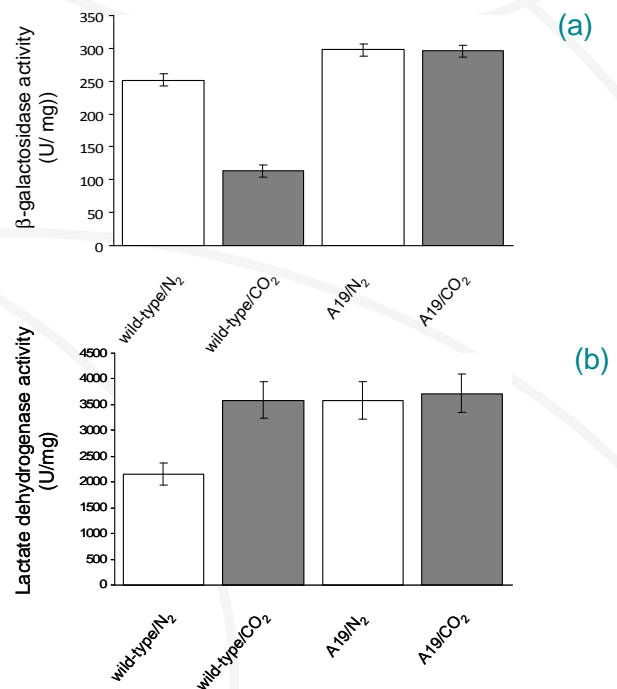 (a)
β-galactosidase activity
(U/ mg))
350
300
250
200
150
100
50
0
wild-type/N₂
wild-type/CO₂
A19/N₂
A19/CO₂
(b)
Lactate dehydrogenase activity
(U/mg)
4500
4000
3500
3000
2500
2000
1500
1000
500
0
wild-type/N₂
wild-type/CO₂
A19/N₂
A19/CO₂